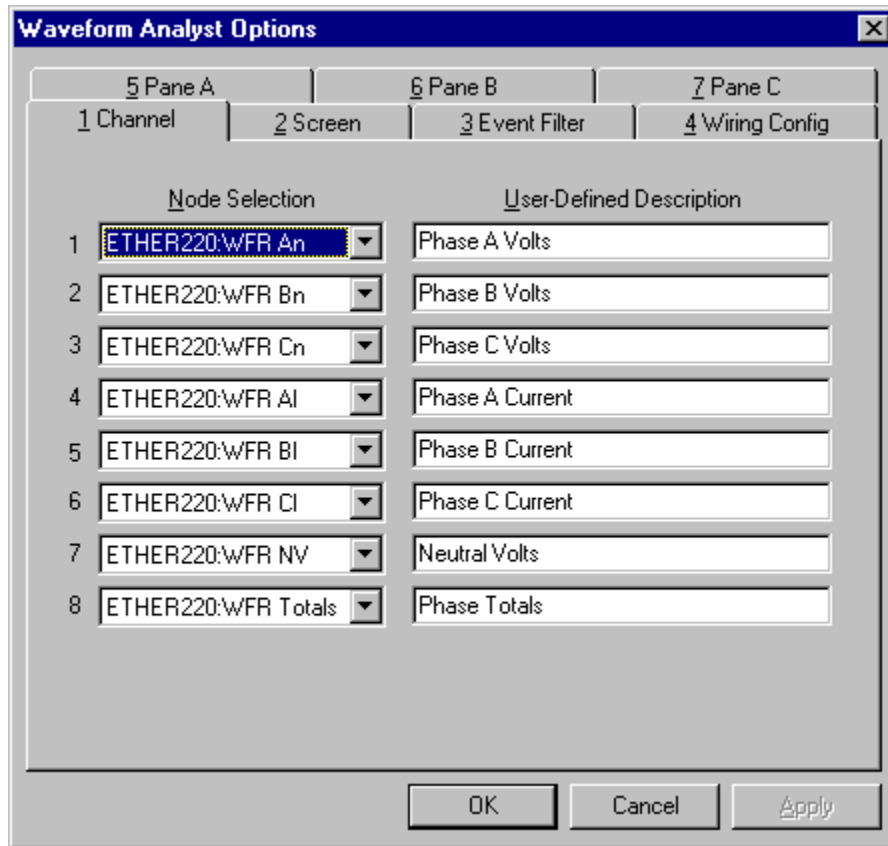 Waveform Analyst Options
5 Pane A 6 Pane B 7 Pane C
1 Channel 2 Screen 3 Event Filter 4 Wiring Config
Node Selection User-Defined Description
1 ETHER220:WFR An Phase A Volts
2 ETHER220:WFR Bn Phase B Volts
3 ETHER220:WFR Cn Phase C Volts
4 ETHER220:WFR AI Phase A Current
5 ETHER220:WFR BI Phase B Current
6 ETHER220:WFR CI Phase C Current
7 ETHER220:WFR NV Neutral Volts
8 ETHER220:WFR Totals Phase Totals
OK Cancel Apply